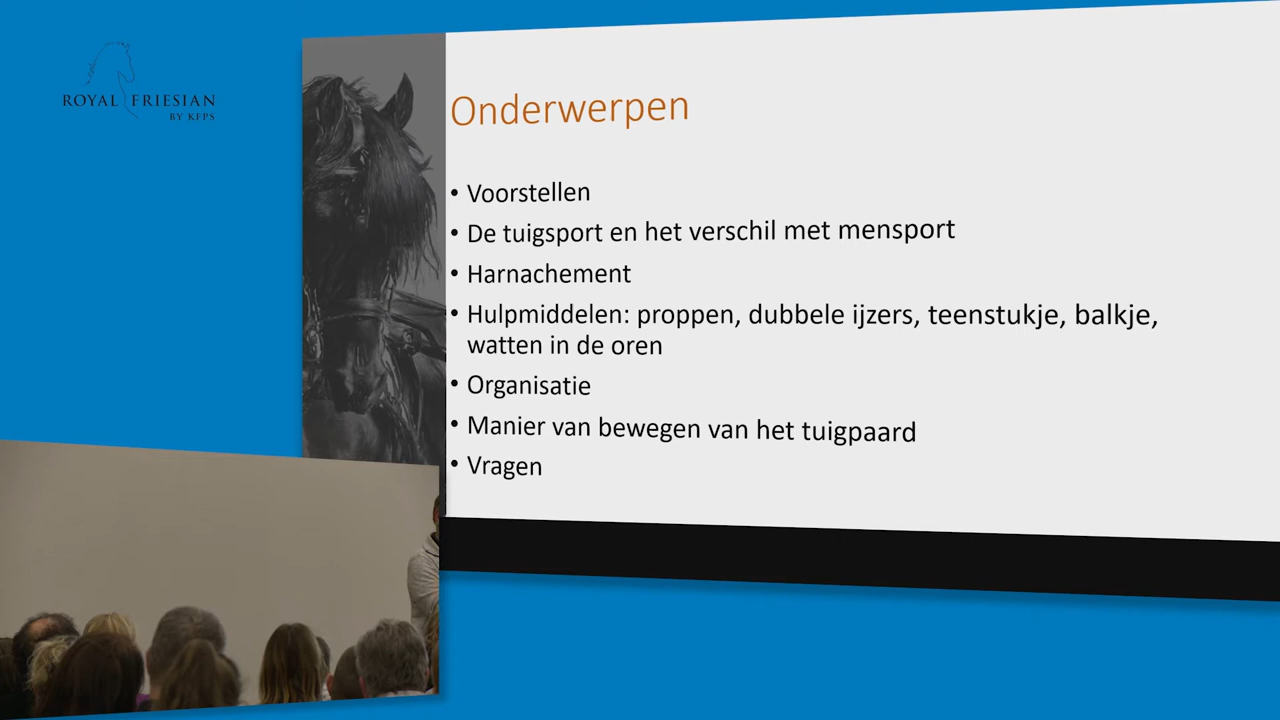 ROYAL FRIESIAN
BY KFPS
Onderwerpen
• Voorstellen
• De tuigsport en het verschil met mensport
• Harnachement
• Hulpmiddelen: proppen, dubbele ijzers, teenstukje, balkje,
watten in de oren
• Organisatie
• Manier van bewegen van het tuigpaard
• Vragen